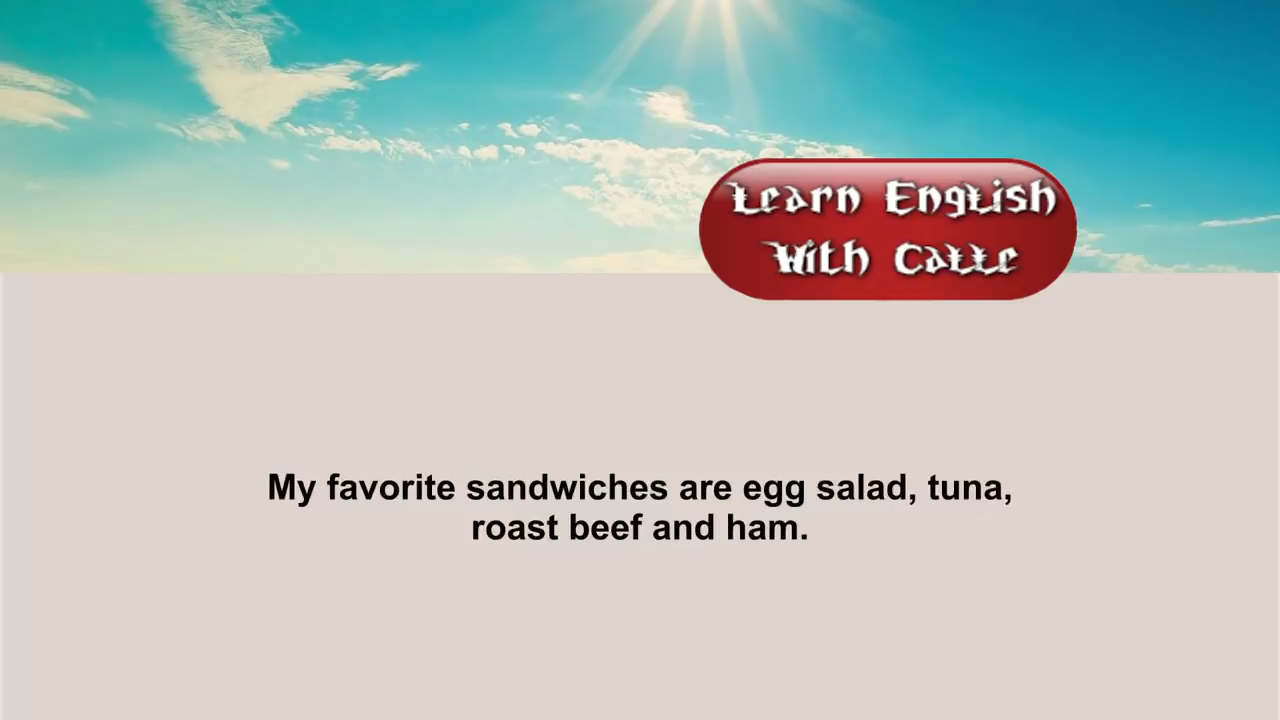 Learn English
With Calle
My favorite sandwiches are egg salad, tuna,
roast beef and ham.